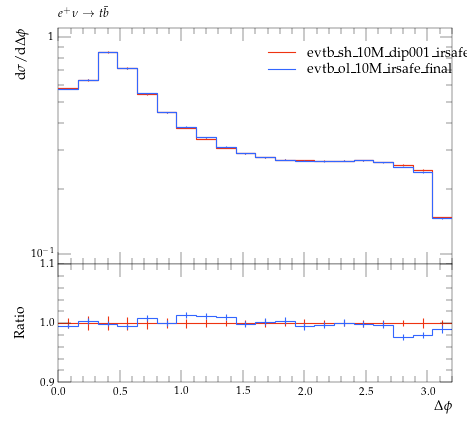 e⁺ν → tb̄
1
dσ/dΔϕ
evtb_sh_10M_dip001_irsafe
evtb_ol_10M_irsafe_final
10⁻¹
1.1
Ratio
1.0
0.9
0.0 0.5 1.0 1.5 2.0 2.5 3.0
Δϕ